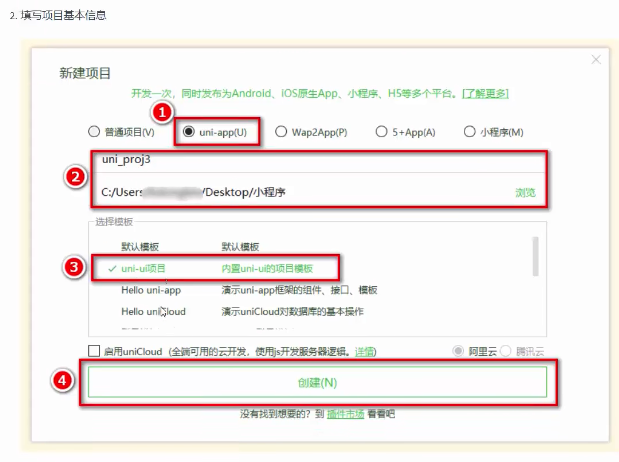 2. 填写项目基本信息
新建项目
开发一次，同时发布为Android、iOS原生App、小程序、H5等多个平台。[了解更多]
1
普通项目(V) uni-app(U) Wap2App(P) 5+App(A) 小程序(M)
2
uni_proj3
C:/Users /Desktop/小程序 浏览
选择模板
默认模板 默认模板
3 uni-ui项目 内置uni-ui的项目模板
Hello uni-app 演示uni-app框架的组件、接口、模板
Hello uniCloud 演示uniCloud对数据库的基本操作
启用uniCloud（全端可用的云开发，使用js开发服务器逻辑。详情） 阿里云 腾讯云
4 创建(N)
没有找到想要的？到 插件市场 看看吧